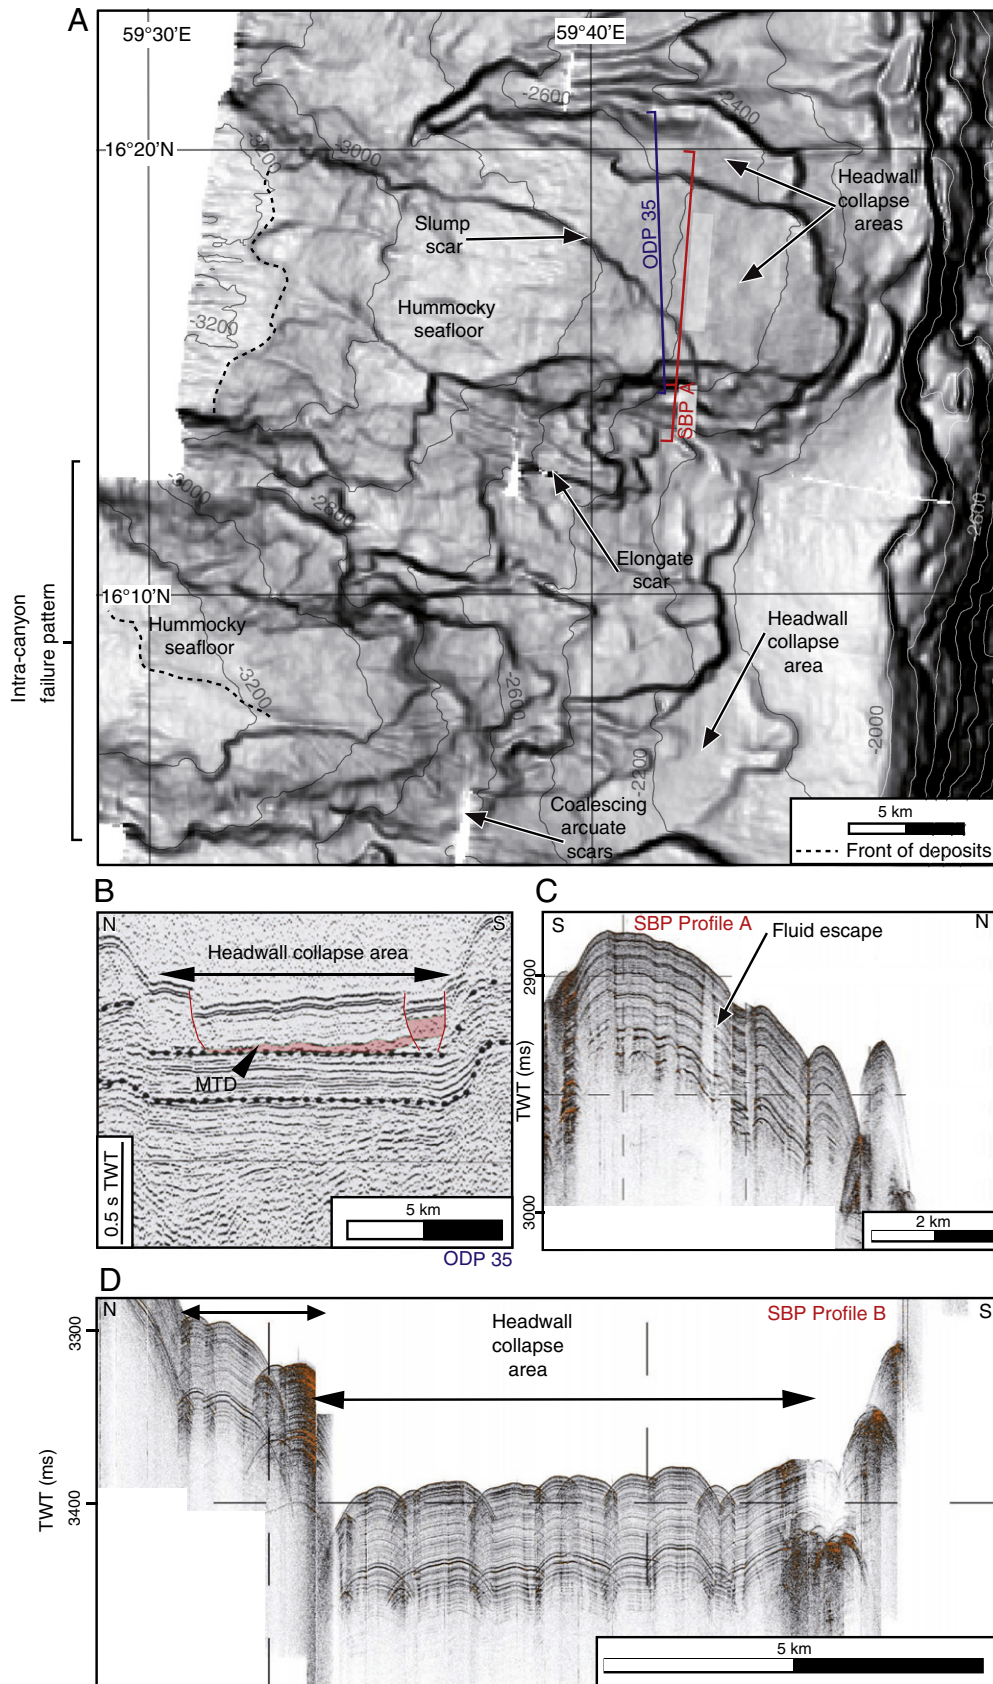 A
59°30'E
59°40'E
-2600
-2400
-3200
-3000
16°20'N
Headwall
collapse
areas
Slump
scar
ODP 35
Hummocky
seafloor
-3200
SBP A
-3000
-2800
2600
Elongate
scar
Intra-canyon
failure pattern
16°10'N
Hummocky
seafloor
Headwall
collapse
area
-3200
-2600
-2000
-2200
Coalescing
arcuate
scars
5 km
Front of deposits
B
N
S
Headwall collapse area
MTD
0.5 s TWT
5 km
ODP 35
C
S
SBP Profile A
N
Fluid escape
2900
TWT (ms)
3000
2 km
D
N
SBP Profile B
S
Headwall
collapse
area
3300
TWT (ms)
3400
5 km